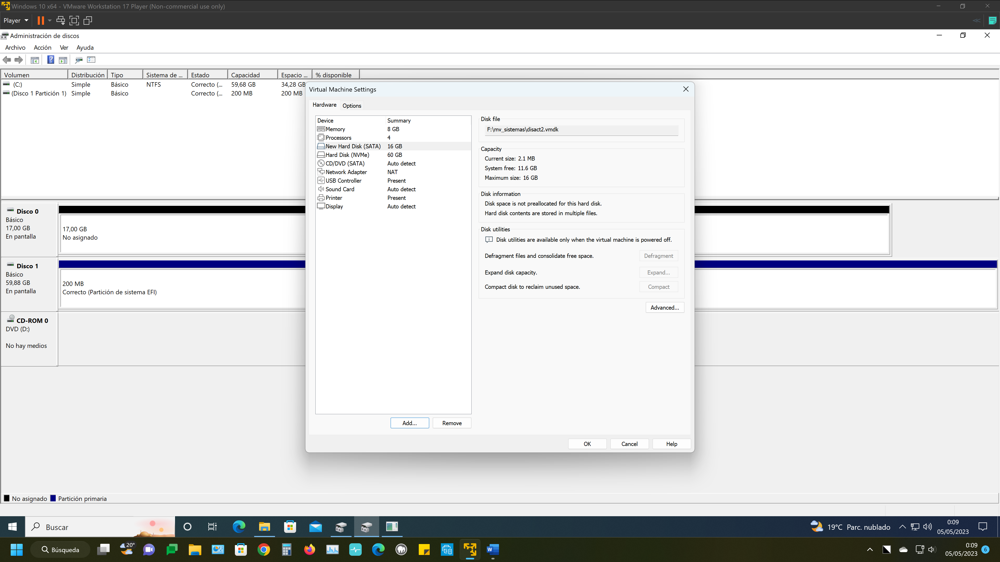 Windows 10 x64 - VMware Workstation 17 Player (Non-commercial use only)
Player
Administración de discos
Archivo Acción Ver Ayuda
Volumen Distribución Tipo Sistema de ... Estado Capacidad Espacio ... % disponible
(C:) Simple Básico NTFS Correcto (... 59,68 GB 34,28 GB
(Disco 1 Partición 1) Simple Básico Correcto (... 200 MB 200 MB
Virtual Machine Settings
Hardware Options
Device Summary
Memory 8 GB
Processors 4
New Hard Disk (SATA) 16 GB
Hard Disk (NVMe) 60 GB
CD/DVD (SATA) Auto detect
Network Adapter NAT
USB Controller Present
Sound Card Auto detect
Printer Present
Display Auto detect
Add... Remove
Disk file
F:\mv_sistemas\disact2.vmdk
Capacity
Current size: 2.1 MB
System free: 11.6 GB
Maximum size: 16 GB
Disk information
Disk space is not preallocated for this hard disk.
Hard disk contents are stored in multiple files.
Disk utilities
Disk utilities are available only when the virtual machine is powered off.
Defragment files and consolidate free space. Defragment
Expand disk capacity. Expand...
Compact disk to reclaim unused space. Compact
Advanced...
OK Cancel Help
Disco 0
Básico
17,00 GB
En pantalla
17,00 GB
No asignado
Disco 1
Básico
59,88 GB
En pantalla
200 MB
Correcto (Partición de sistema EFI)
CD-ROM 0
DVD (D:)
No hay medios
No asignado Partición primaria
Buscar
19°C Parc. nublado
0:09
05/05/2023
Búsqueda
20°
W
0:09
05/05/2023
6